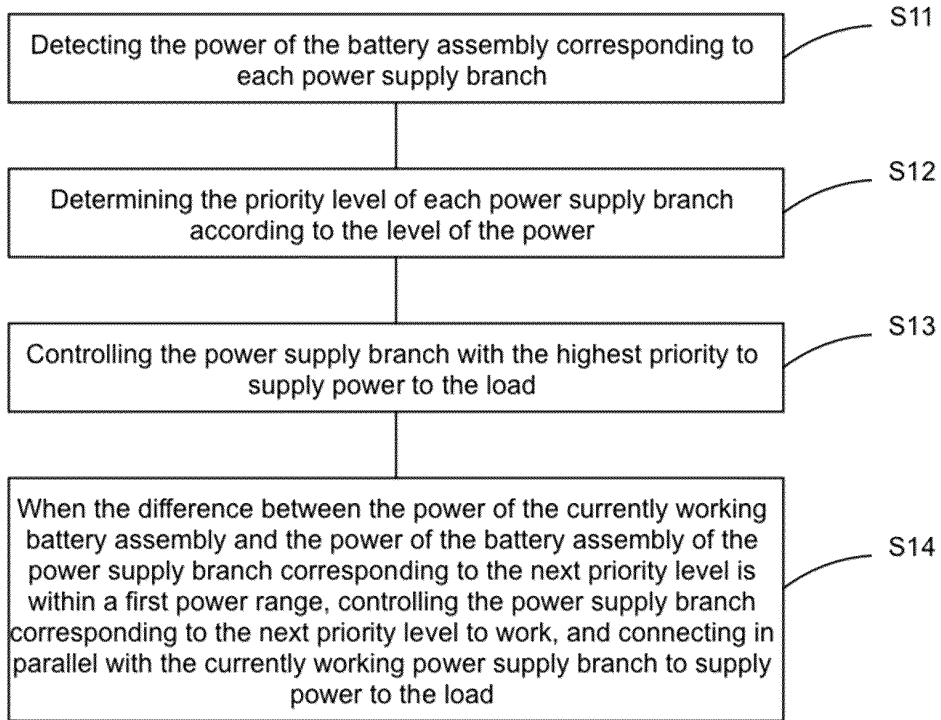 S11
Detecting the power of the battery assembly corresponding to
each power supply branch
S12
Determining the priority level of each power supply branch
according to the level of the power
S13
Controlling the power supply branch with the highest priority to
supply power to the load
S14
When the difference between the power of the currently working
battery assembly and the power of the battery assembly of the
power supply branch corresponding to the next priority level is
within a first power range, controlling the power supply branch
corresponding to the next priority level to work, and connecting in
parallel with the currently working power supply branch to supply
power to the load